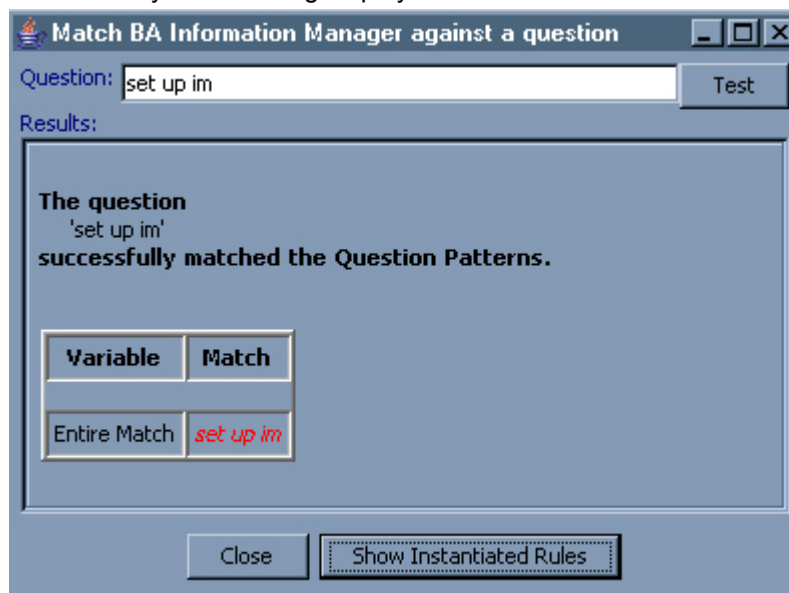 Match BA Information Manager against a question
Question: set up im Test
Results:
The question
'set up im'
successfully matched the Question Patterns.
Variable Match
Entire Match set up im
Close Show Instantiated Rules